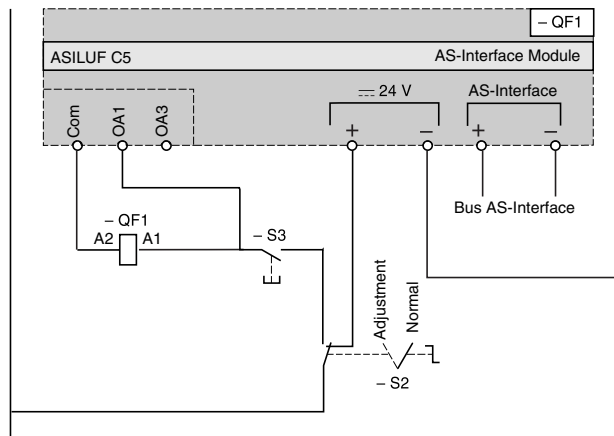 – QF1
ASILUF C5 AS-Interface Module
24 V AS-Interface
Com OA1 OA3 + – + –
Bus AS-Interface
– QF1
A2 A1 – S3
Adjustment Normal
– S2